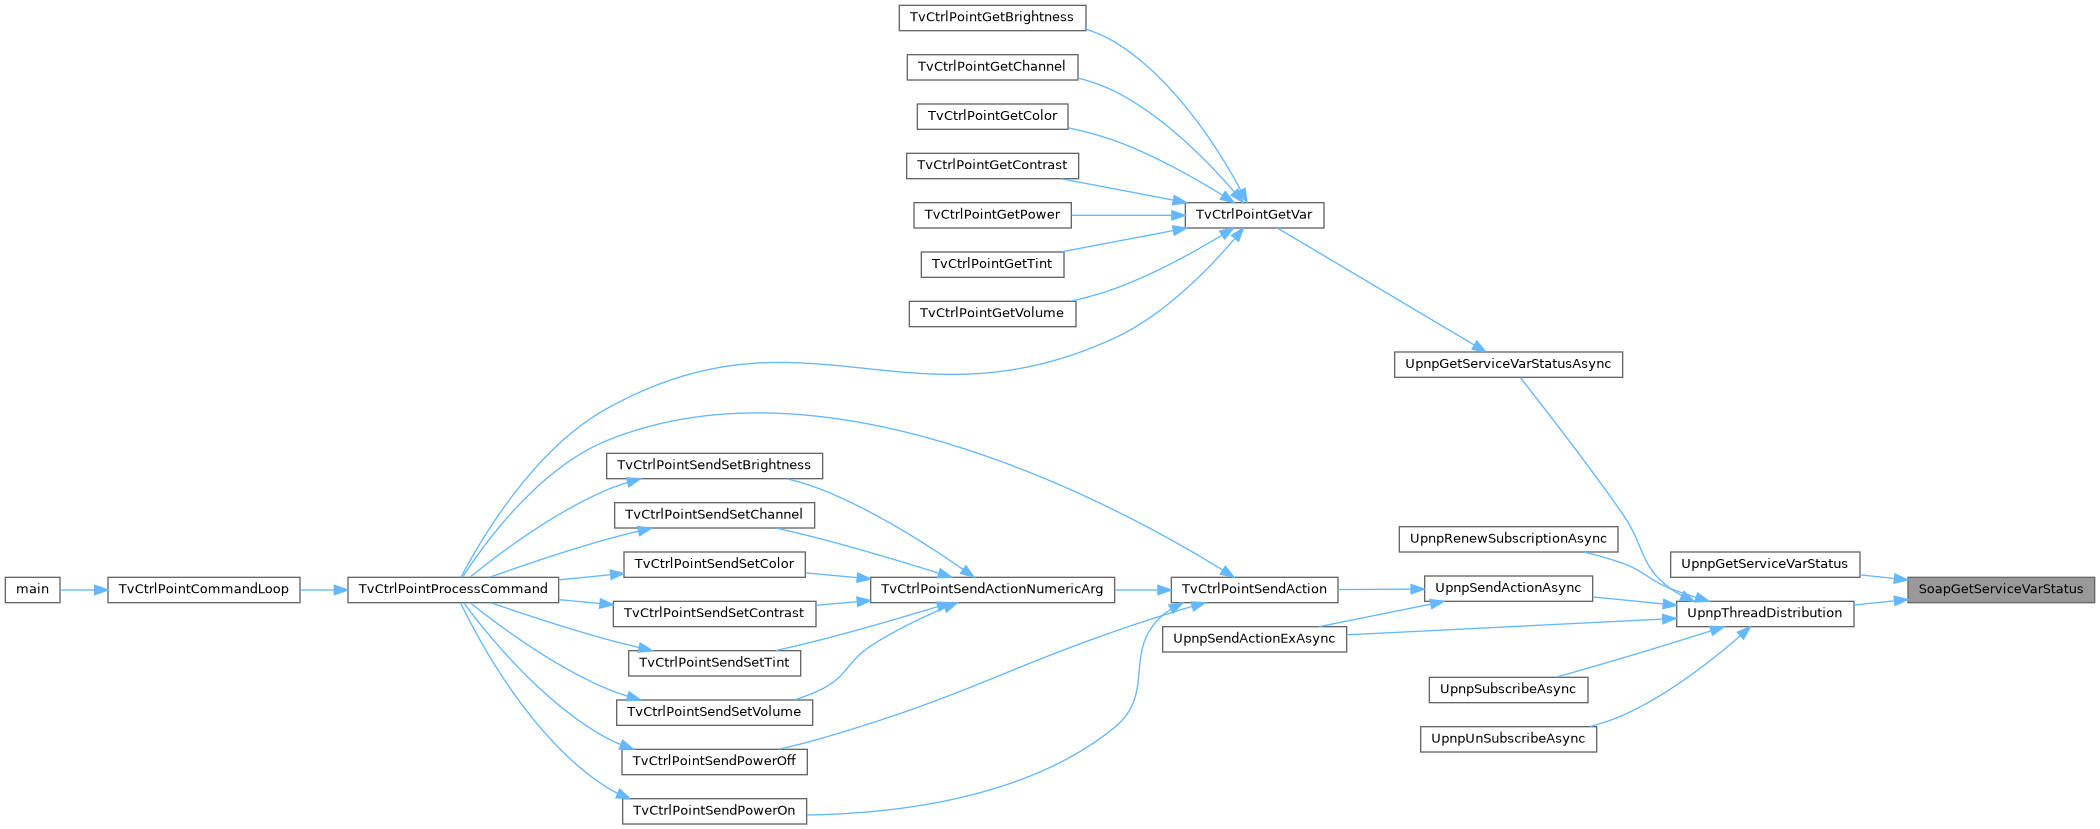 TvCtrlPointGetBrightness
TvCtrlPointGetChannel
TvCtrlPointGetColor
TvCtrlPointGetContrast
TvCtrlPointGetPower
TvCtrlPointGetVar
TvCtrlPointGetTint
TvCtrlPointGetVolume
UpnpGetServiceVarStatusAsync
TvCtrlPointSendSetBrightness
TvCtrlPointSendSetChannel
UpnpRenewSubscriptionAsync
TvCtrlPointSendSetColor
UpnpGetServiceVarStatus
main
TvCtrlPointCommandLoop
TvCtrlPointProcessCommand
TvCtrlPointSendActionNumericArg
TvCtrlPointSendAction
UpnpSendActionAsync
SoapGetServiceVarStatus
TvCtrlPointSendSetContrast
UpnpThreadDistribution
UpnpSendActionExAsync
TvCtrlPointSendSetTint
UpnpSubscribeAsync
TvCtrlPointSendSetVolume
UpnpUnSubscribeAsync
TvCtrlPointSendPowerOff
TvCtrlPointSendPowerOn